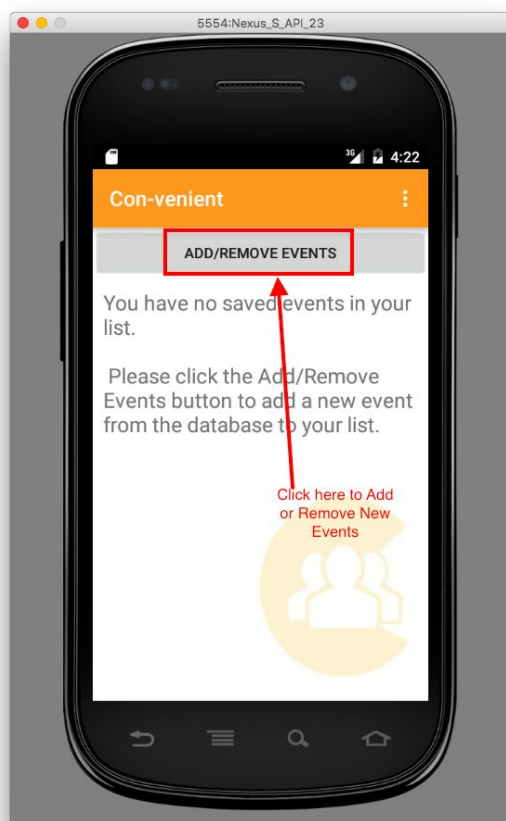 5554:Nexus_S_API_23
3G 4:22
Con-venient
ADD/REMOVE EVENTS
You have no saved events in your
list.
Please click the Add/Remove
Events button to add a new event
from the database to your list.
Click here to Add
or Remove New
Events